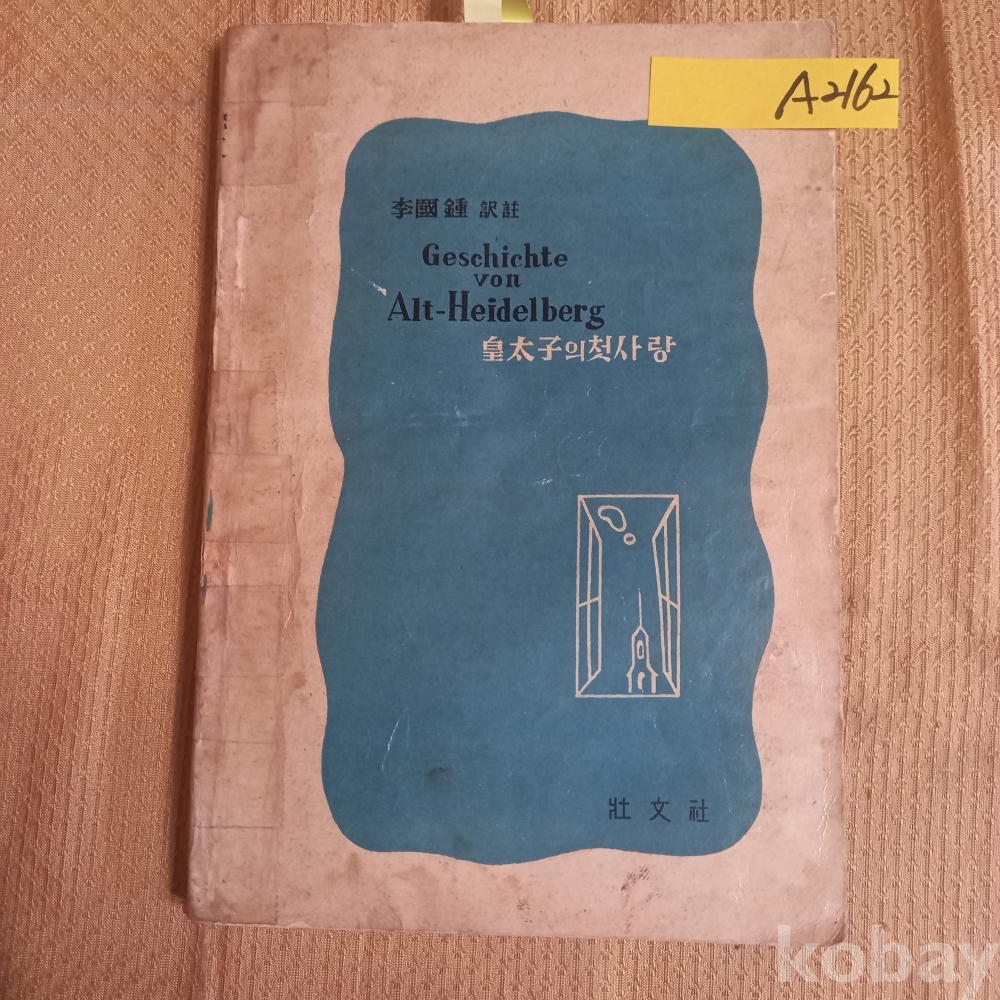 A2162
李國鍾 訳註
Geschichte
von
Alt-Heidelberg
皇太子의첫사랑
壯文社
kobay